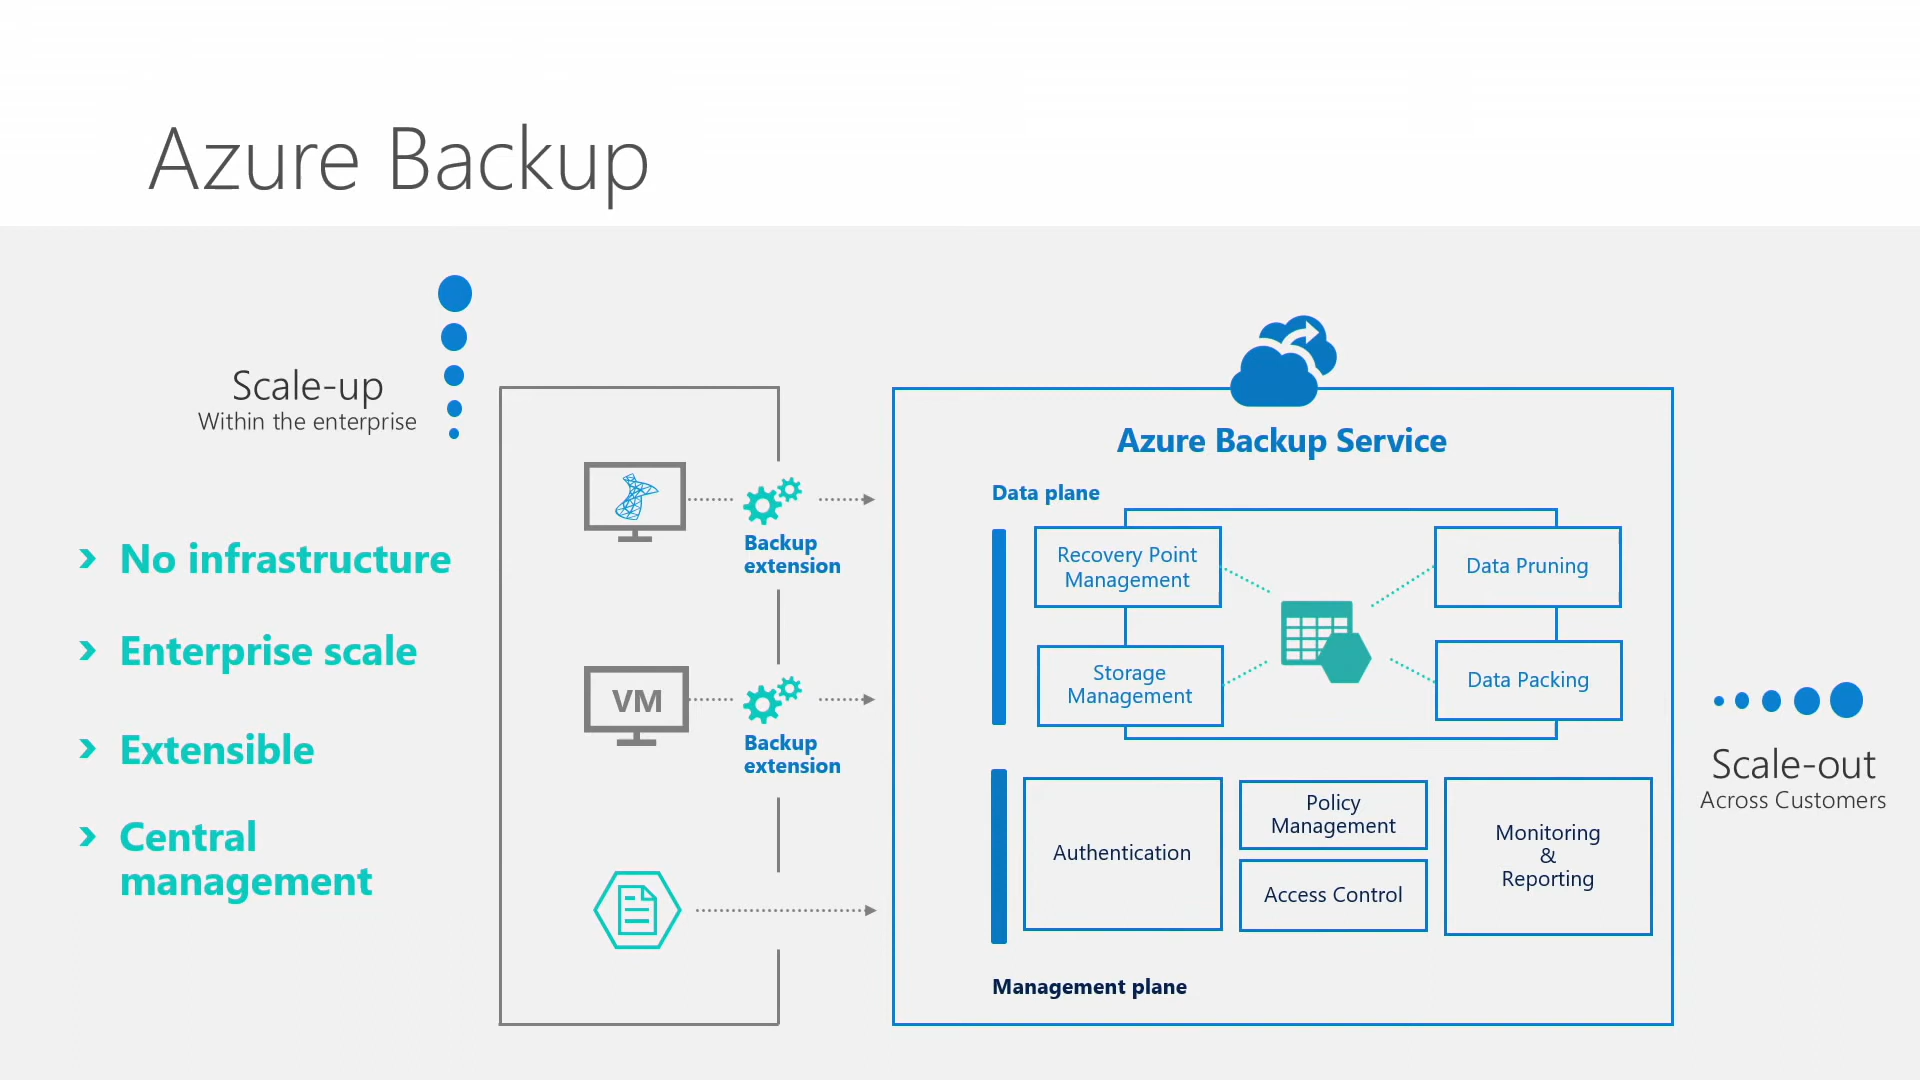 Azure Backup
Scale-up
Within the enterprise
No infrastructure
Enterprise scale
Extensible
Central
management
Backup
extension
VM
Backup
extension
Azure Backup Service
Data plane
Recovery Point
Management
Data Pruning
Storage
Management
Data Packing
Authentication
Policy
Management
Access Control
Monitoring
&
Reporting
Management plane
Scale-out
Across Customers